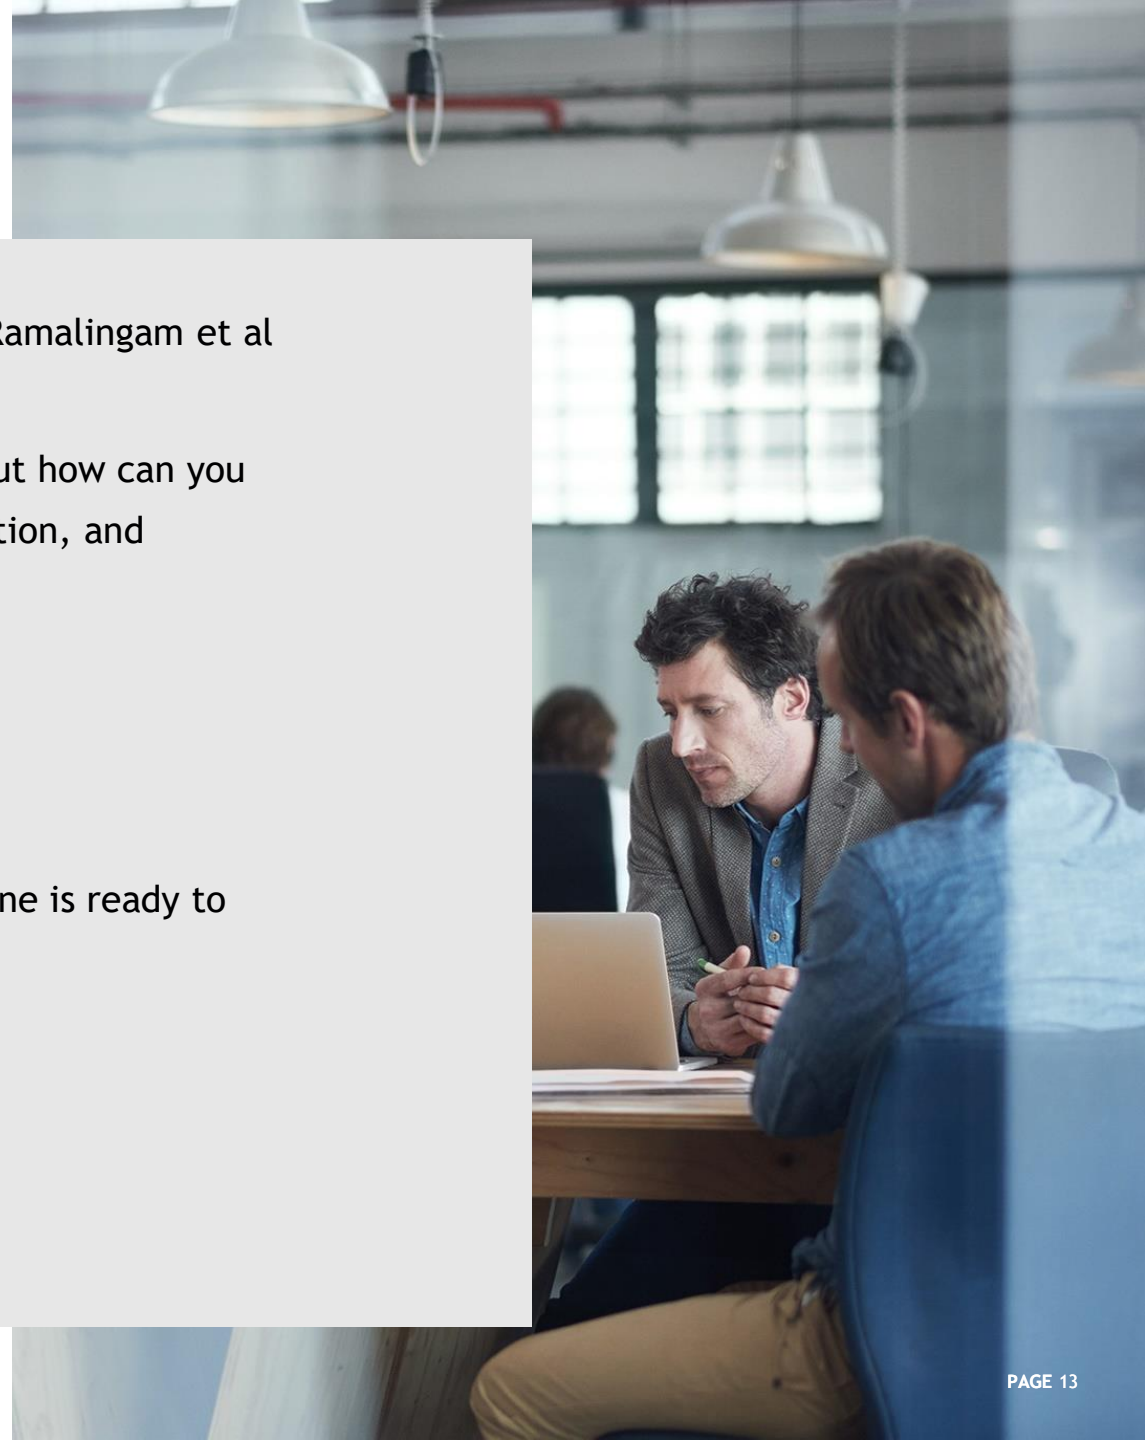 Ramalingam et al
ut how can you
tion, and
ne is ready to
PAGE 13